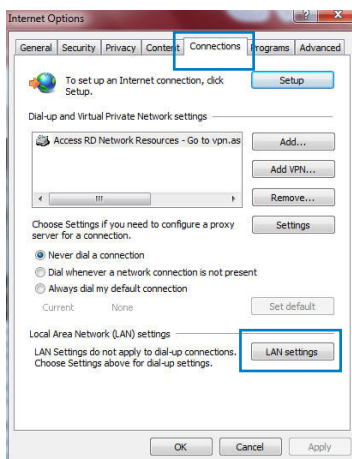 Internet Options
General Security Privacy Content Connections Programs Advanced
To set up an Internet connection, click
Setup.
Setup
Dial-up and Virtual Private Network settings
Access RD Network Resources - Go to vpn.as
Add...
Add VPN...
Remove...
Choose Settings if you need to configure a proxy
server for a connection.
Settings
Never dial a connection
Dial whenever a network connection is not present
Always dial my default connection
Current None
Set default
Local Area Network (LAN) settings
LAN Settings do not apply to dial-up connections.
Choose Settings above for dial-up settings.
LAN settings
OK Cancel Apply